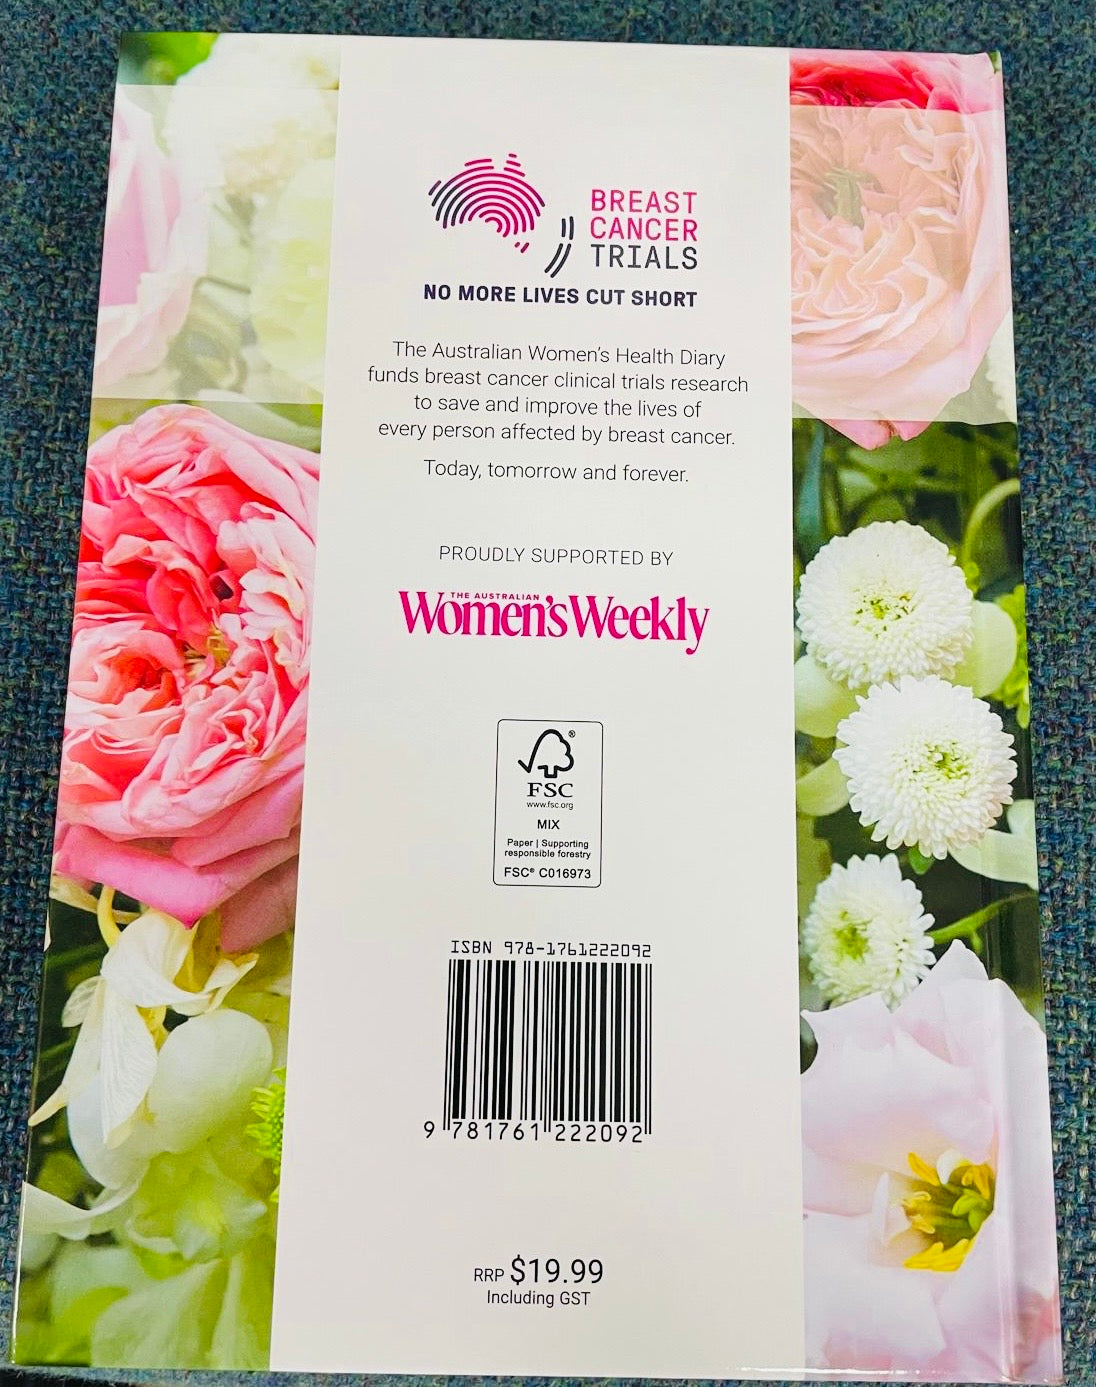 BREAST
CANCER
TRIALS
NO MORE LIVES CUT SHORT
The Australian Women's Health Diary
funds breast cancer clinical trials research
to save and improve the lives of
every person affected by breast cancer.
Today, tomorrow and forever.
PROUDLY SUPPORTED BY
THE AUSTRALIAN
Women's Weekly
®
FSC
www.fsc.org
MIX
Paper | Supporting
responsible forestry
FSC® C016973
ISBN 978-1761222092
9 781761 222092
RRP $19.99
Including GST